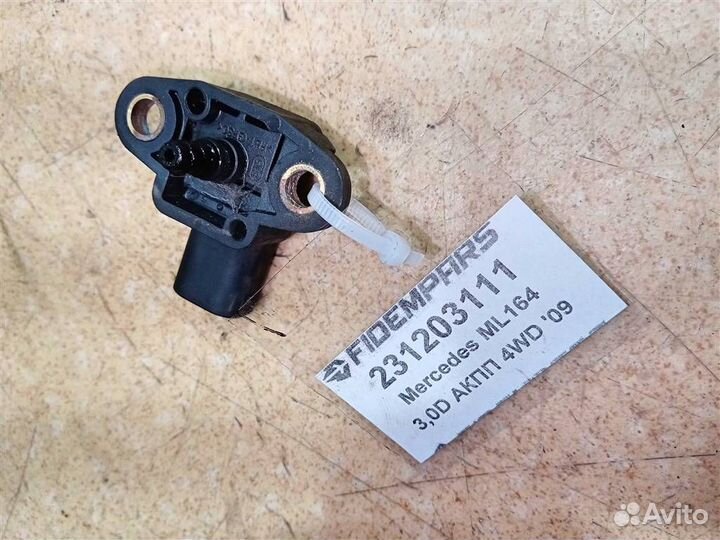 FIDEMPARS
231203111
Mercedes ML164
3,0D АКПП 4WD '09
Avito